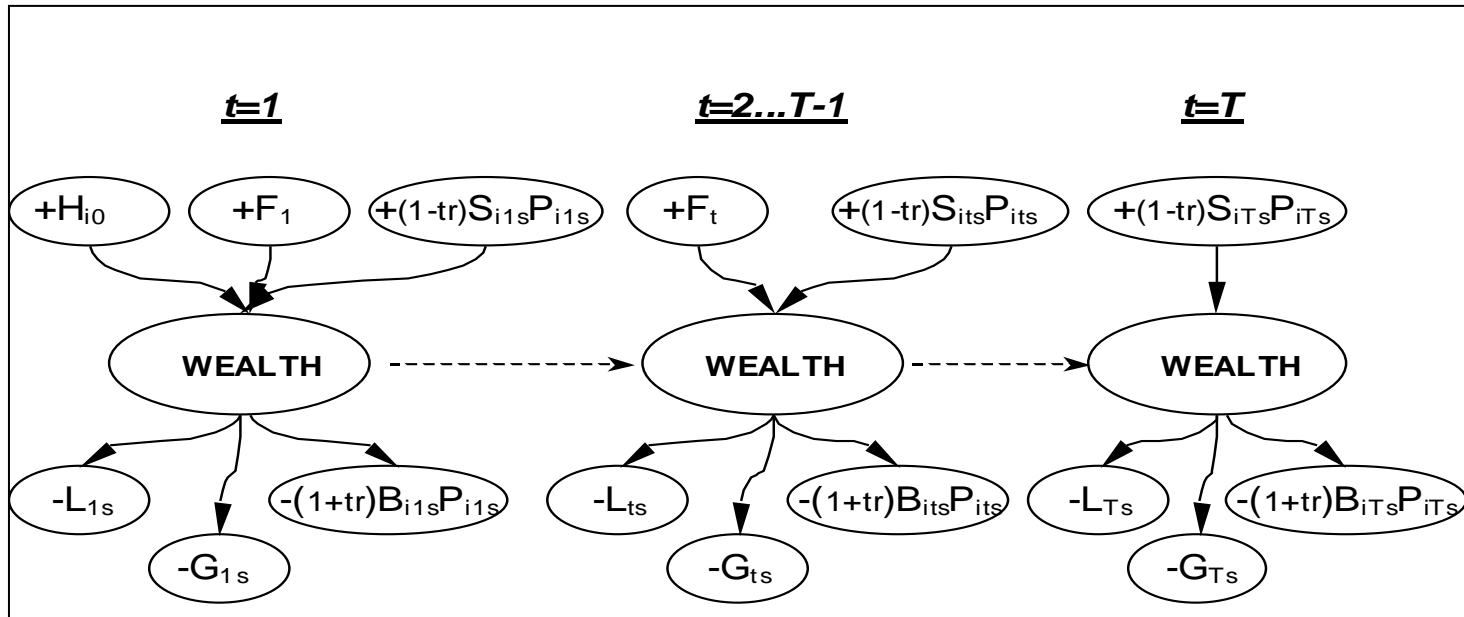 t=1 t=2...T-1 t=T
+Hi0 +F1 +(1-tr)Si1sPi1s +Ft +(1-tr)SitsPits +(1-tr)SiTsPiTs
WEALTH WEALTH WEALTH
-L1s -(1+tr)Bi1sPi1s -Lts -(1+tr)BitsPits -LTs -(1+tr)BiTsPiTs
-G1s -Gts -GTs